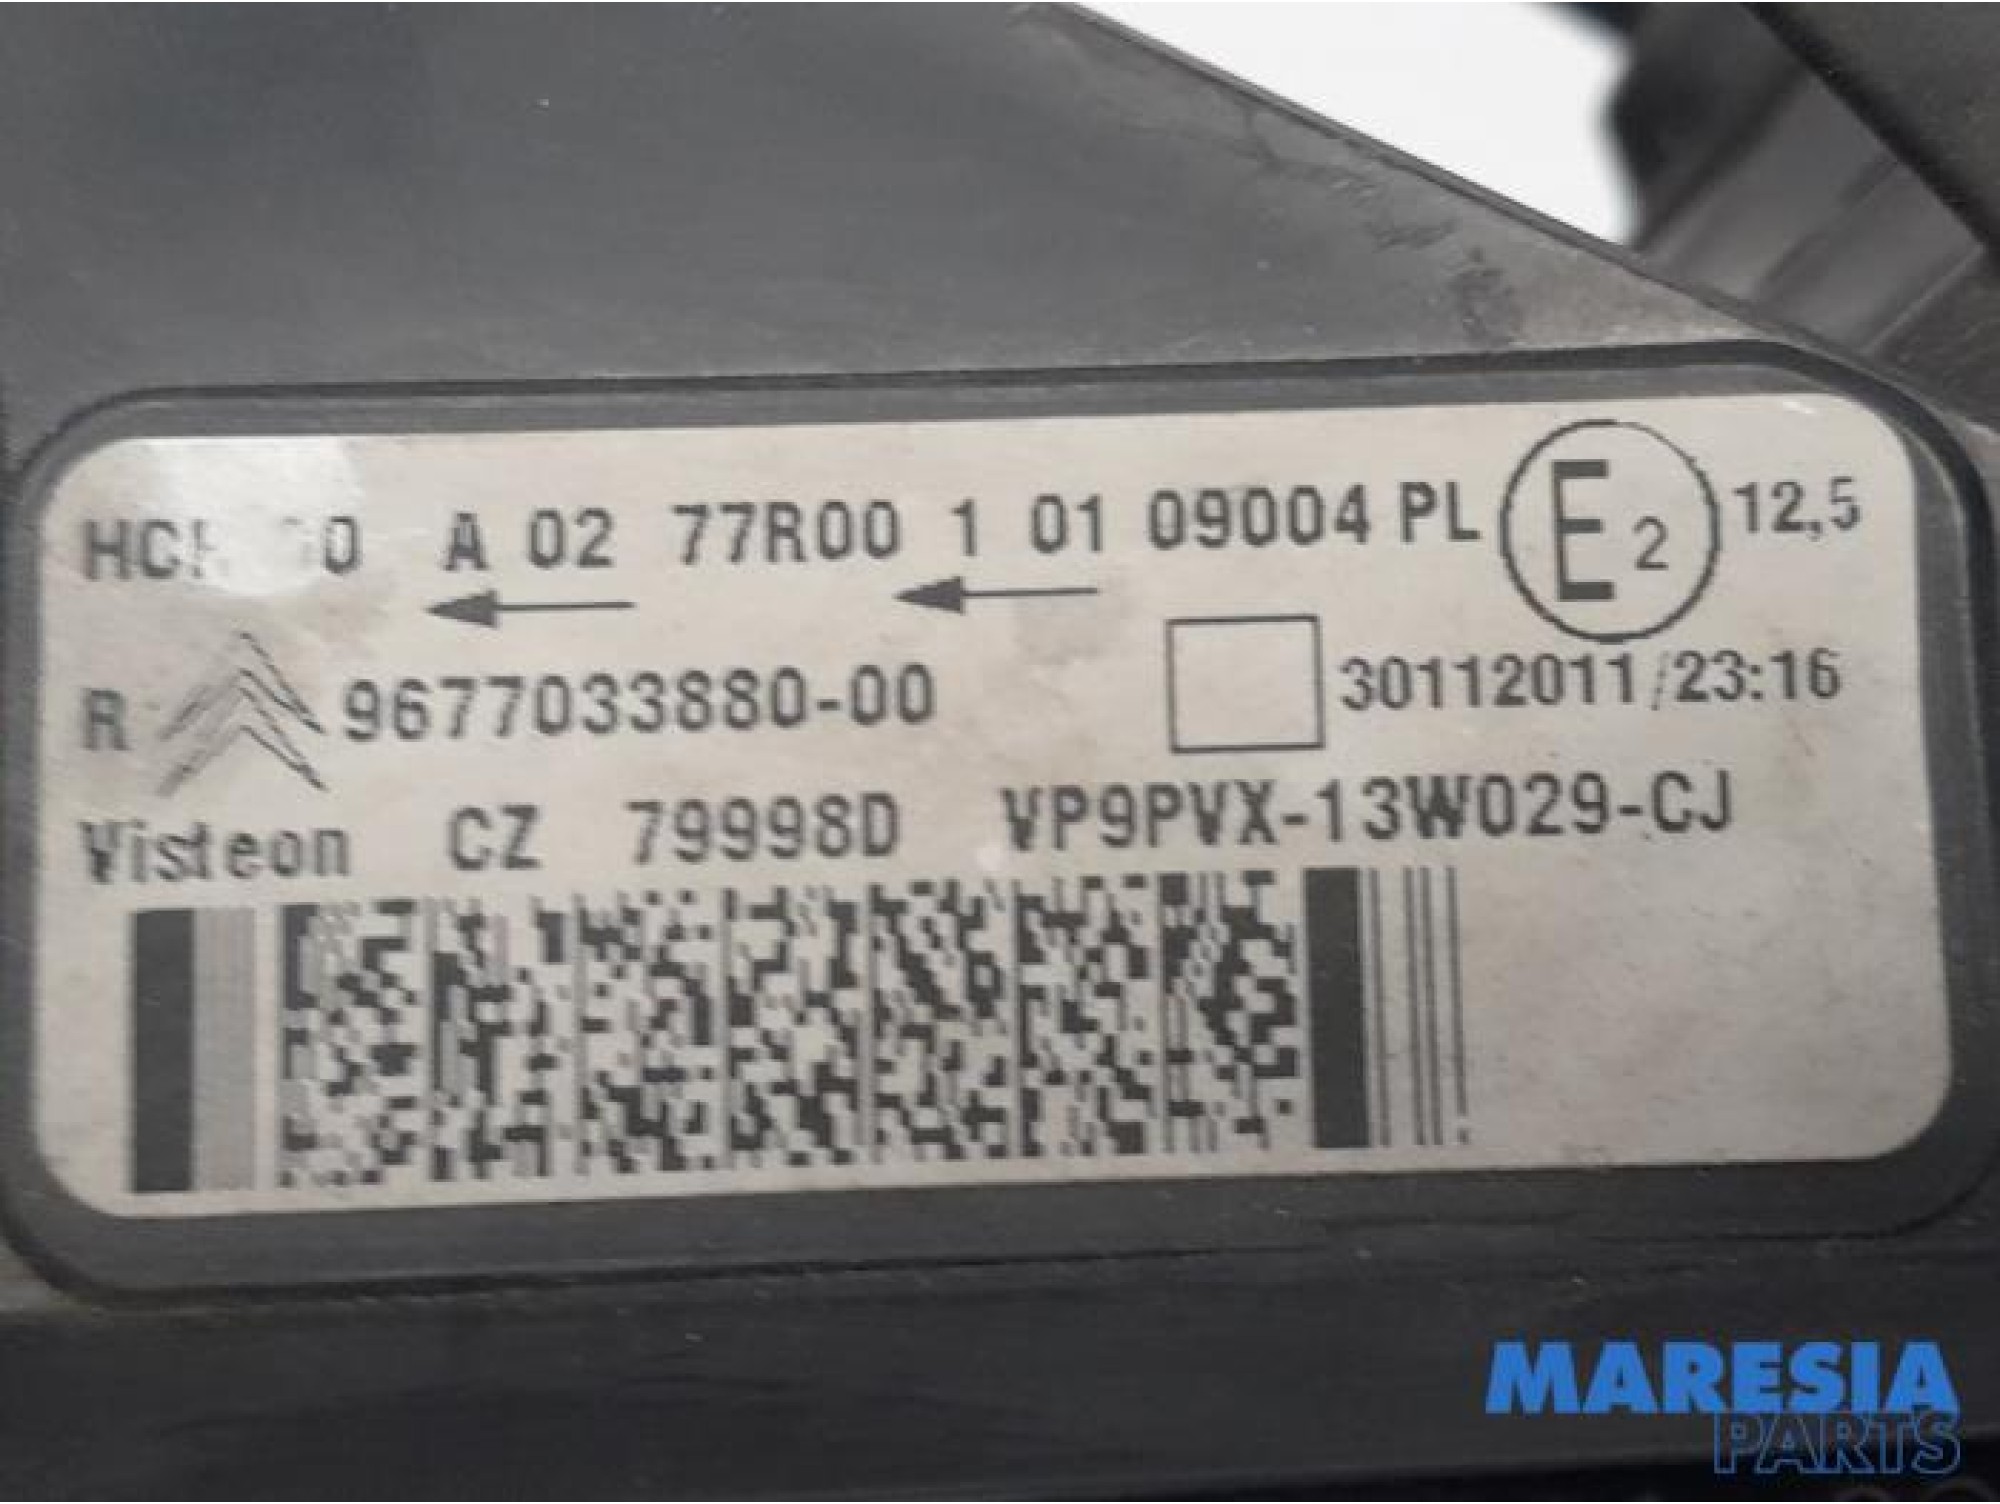 A 02 77R00 1 01 09004 PL E2 12,5
R 9677033880-00 30112011/23:16
Visteon CZ 79998D VP9PVX-13W029-CJ
MARESIA
PARTS